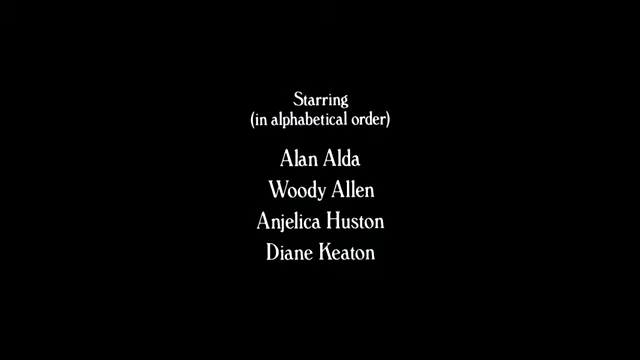 Starring
(in alphabetical order)
Alan Alda
Woody Allen
Anjelica Huston
Diane Keaton